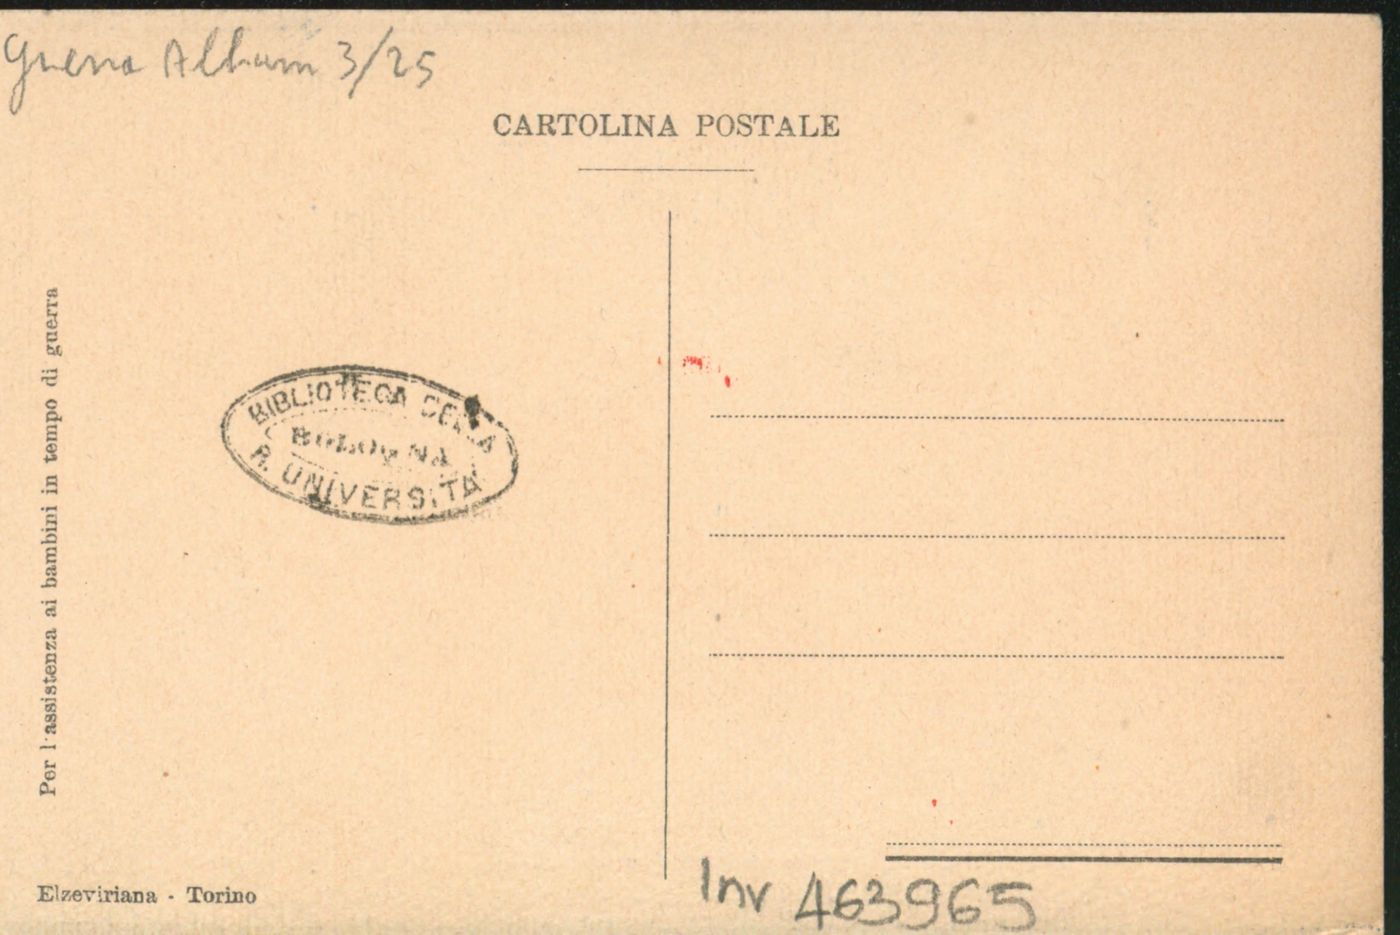 Guerra Album 3/25
CARTOLINA POSTALE
Per l'assistenza ai bambini in tempo di guerra
BIBLIOTECA DELLA
BOLOGNA
R. UNIVERSITÀ
Elzeviriana - Torino
Inv 463965